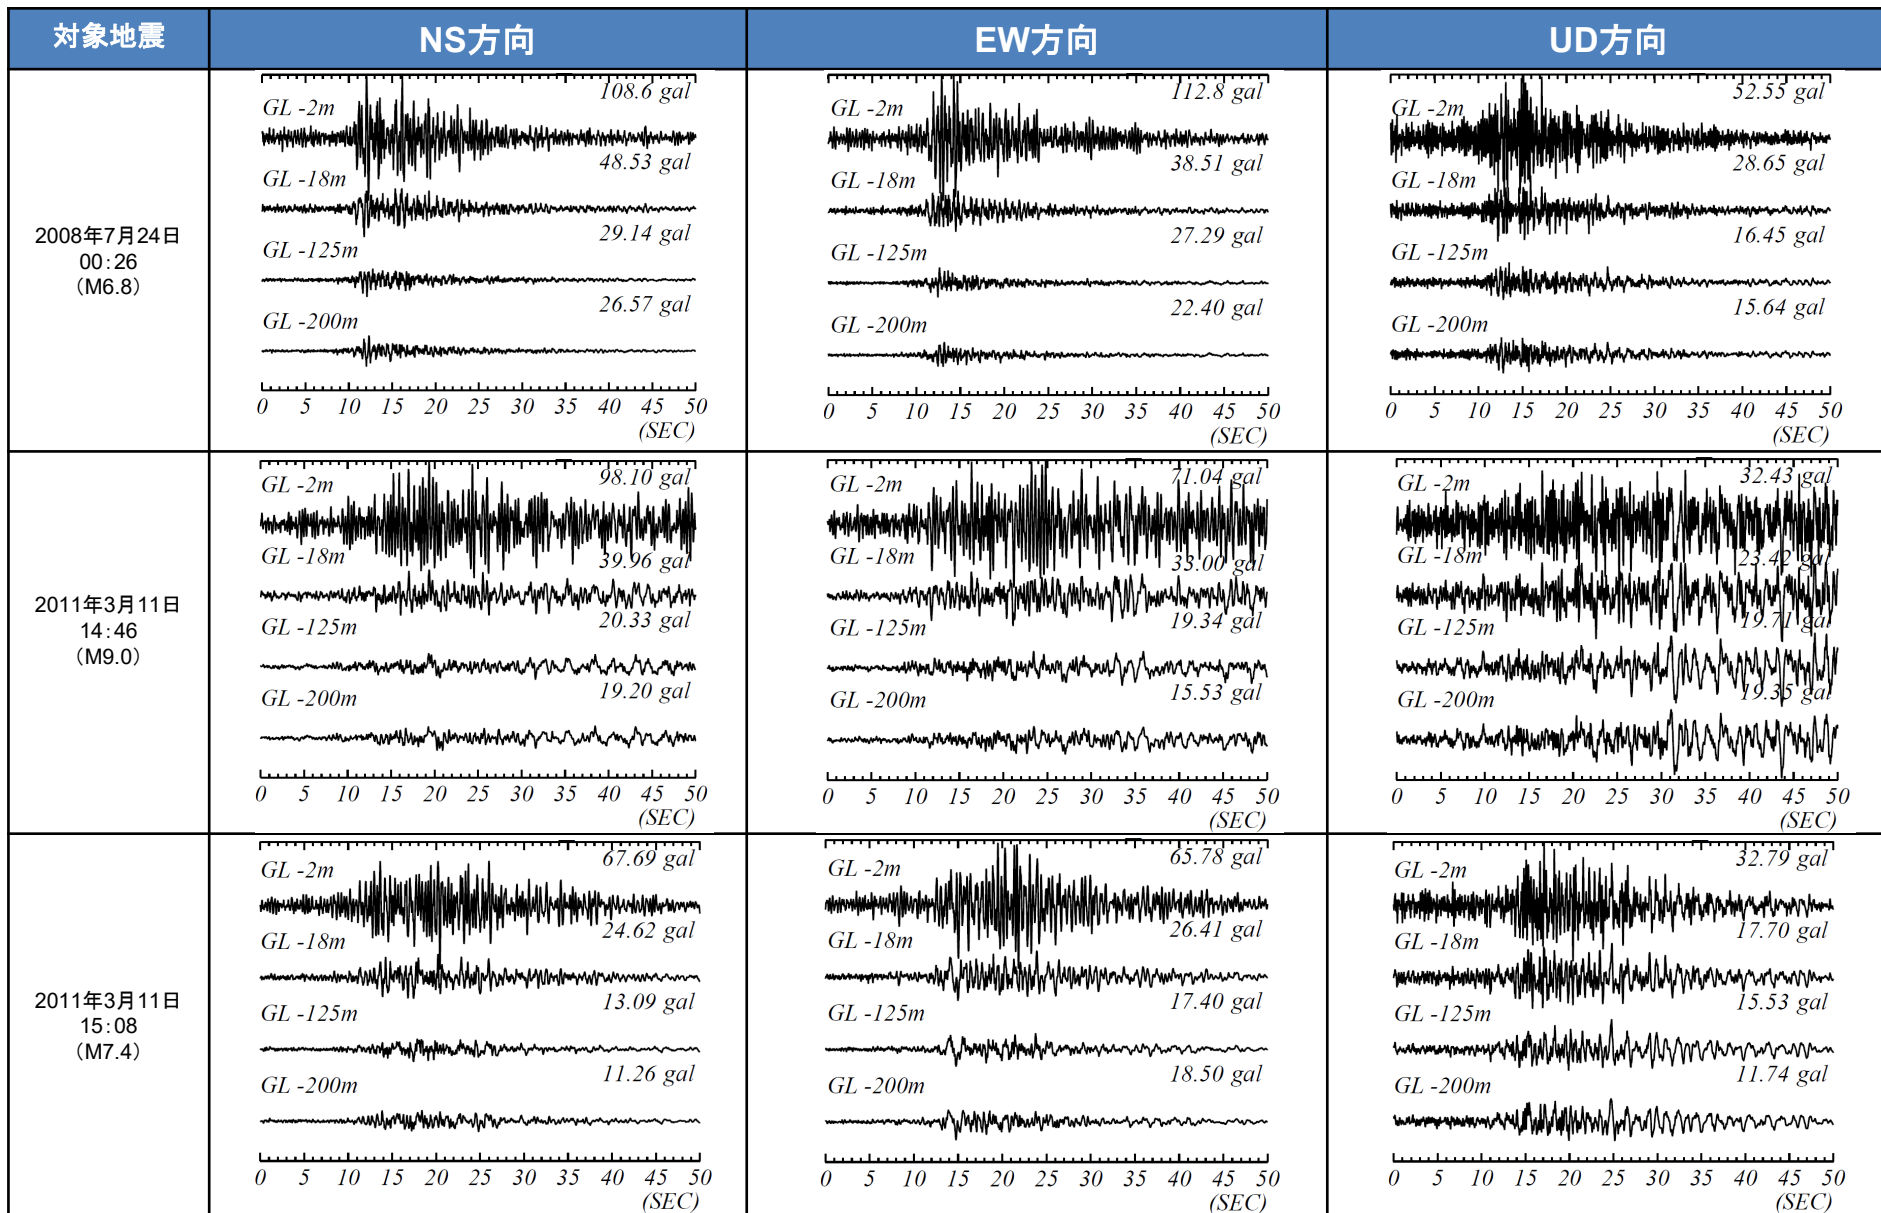 対象地震 NS方向 EW方向 UD方向
2008年7月24日
00:26
（M6.8）
GL -2m 108.6 gal
GL -18m 48.53 gal
GL -125m 29.14 gal
GL -200m 26.57 gal
0 5 10 15 20 25 30 35 40 45 50
(SEC)
GL -2m 112.8 gal
GL -18m 38.51 gal
GL -125m 27.29 gal
GL -200m 22.40 gal
0 5 10 15 20 25 30 35 40 45 50
(SEC)
GL -2m 52.55 gal
GL -18m 28.65 gal
GL -125m 16.45 gal
GL -200m 15.64 gal
0 5 10 15 20 25 30 35 40 45 50
(SEC)
2011年3月11日
14:46
（M9.0）
GL -2m 98.10 gal
GL -18m 39.96 gal
GL -125m 20.33 gal
GL -200m 19.20 gal
0 5 10 15 20 25 30 35 40 45 50
(SEC)
GL -2m 71.04 gal
GL -18m 33.00 gal
GL -125m 19.34 gal
GL -200m 15.53 gal
0 5 10 15 20 25 30 35 40 45 50
(SEC)
GL -2m 32.43 gal
GL -18m 23.42 gal
GL -125m 19.71 gal
GL -200m 19.35 gal
0 5 10 15 20 25 30 35 40 45 50
(SEC)
2011年3月11日
15:08
（M7.4）
GL -2m 67.69 gal
GL -18m 24.62 gal
GL -125m 13.09 gal
GL -200m 11.26 gal
0 5 10 15 20 25 30 35 40 45 50
(SEC)
GL -2m 65.78 gal
GL -18m 26.41 gal
GL -125m 17.40 gal
GL -200m 18.50 gal
0 5 10 15 20 25 30 35 40 45 50
(SEC)
GL -2m 32.79 gal
GL -18m 17.70 gal
GL -125m 15.53 gal
GL -200m 11.74 gal
0 5 10 15 20 25 30 35 40 45 50
(SEC)